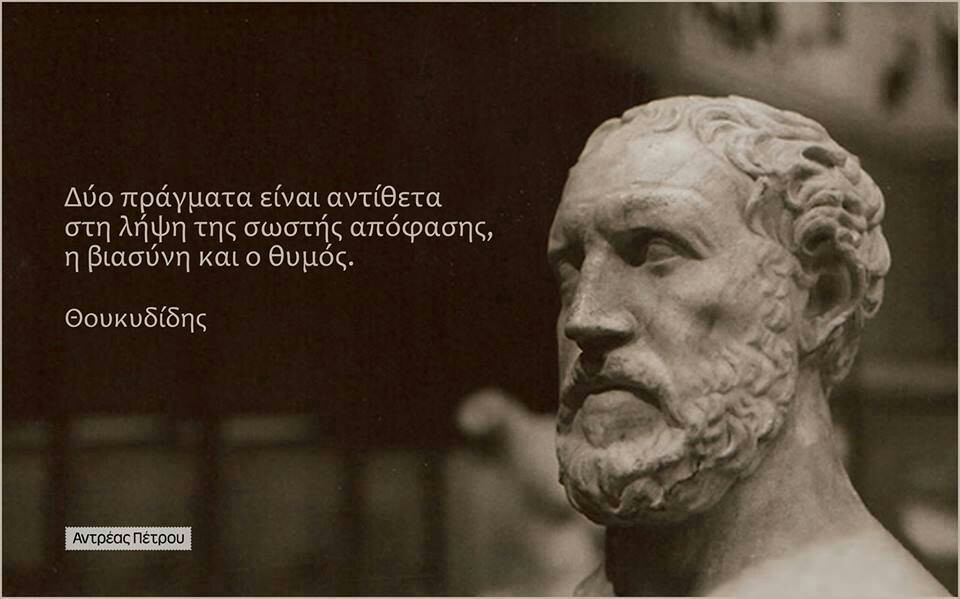 Δύο πράγματα είναι αντίθετα
στη λήψη της σωστής απόφασης,
η βιασύνη και ο θυμός.
Θουκυδίδης
Αντρέας Πέτρου